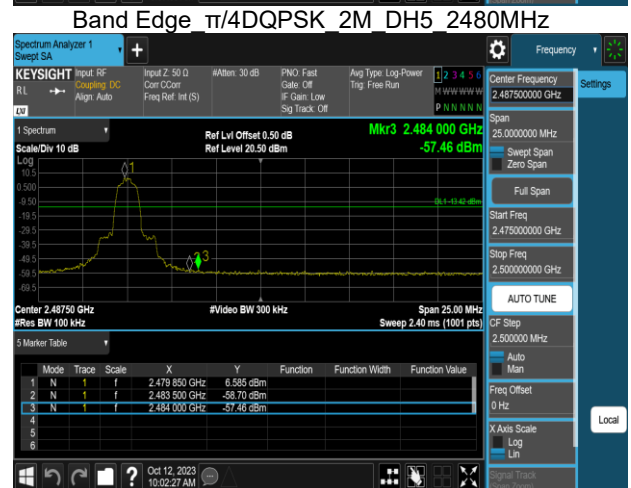 Band Edge_π/4DQPSK_2M_DH5_2480MHz
Spectrum Analyzer 1
Swept SA
Frequency
KEYSIGHT
RL
LXI
Input: RF
Coupling: DC
Align: Auto
Input Z: 50 Ω
Corr CCorr
Freq Ref: Int (S)
#Atten: 30 dB
PNO: Fast
Gate: Off
IF Gain: Low
Sig Track: Off
Avg Type: Log-Power
Trig: Free Run
1 2 3 4 5 6
M W W W W W
P N N N N N
Center Frequency
2.487500000 GHz
Settings
Span
25.0000000 MHz
Swept Span
Zero Span
Full Span
Start Freq
2.475000000 GHz
Stop Freq
2.500000000 GHz
AUTO TUNE
CF Step
2.500000 MHz
Auto
Man
Freq Offset
0 Hz
X Axis Scale
Log
Lin
Signal Track
(Span Zoom)
Local
1 Spectrum
Scale/Div 10 dB
Ref Lvl Offset 0.50 dB
Ref Level 20.50 dBm
Mkr3 2.484 000 GHz
-57.46 dBm
Log
10.5
0.500
-9.50
-19.5
-29.5
-39.5
-49.5
-59.5
-69.5
1
2
3
DL1 -13.42 dBm
Center 2.48750 GHz
#Res BW 100 kHz
#Video BW 300 kHz
Span 25.00 MHz
Sweep 2.40 ms (1001 pts)
5 Marker Table
Mode Trace Scale X Y Function Function Width Function Value
1 N 1 f 2.479 850 GHz 6.585 dBm
2 N 1 f 2.483 500 GHz -58.70 dBm
3 N 1 f 2.484 000 GHz -57.46 dBm
4
5
6
?
Oct 12, 2023
10:02:27 AM